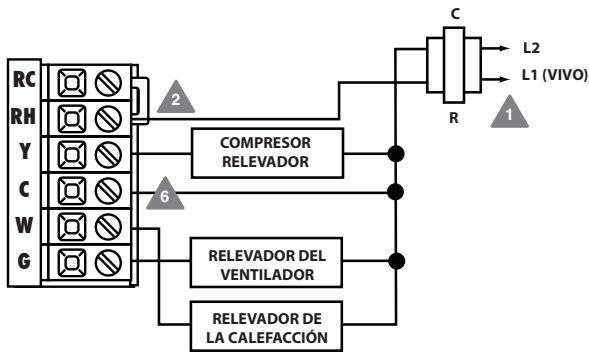 C
L2
L1 (VIVO)
R
1
RC
2
RH
Y
COMPRESOR
RELEVADOR
C
6
W
G
RELEVADOR DEL
VENTILADOR
RELEVADOR DE
LA CALEFACCIÓN